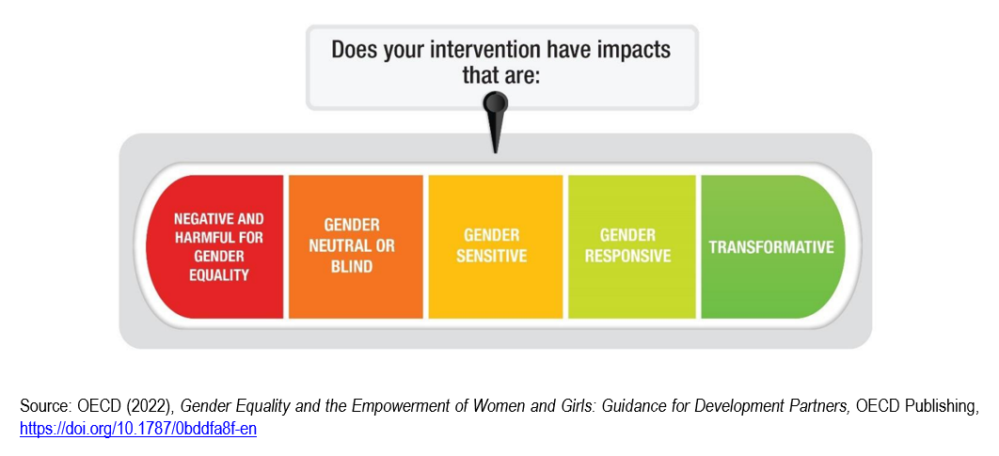 Does your intervention have impacts
that are:
NEGATIVE AND
HARMFUL FOR
GENDER
EQUALITY
GENDER
NEUTRAL OR
BLIND
GENDER
SENSITIVE
GENDER
RESPONSIVE
TRANSFORMATIVE
Source: OECD (2022), Gender Equality and the Empowerment of Women and Girls: Guidance for Development Partners, OECD Publishing,
https://doi.org/10.1787/0bddfa8f-en